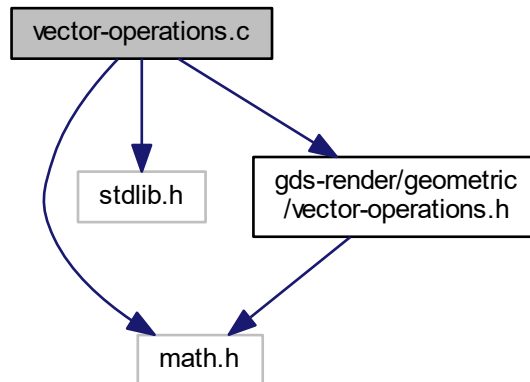 vector-operations.c
stdlib.h
gds-render/geometric
/vector-operations.h
math.h